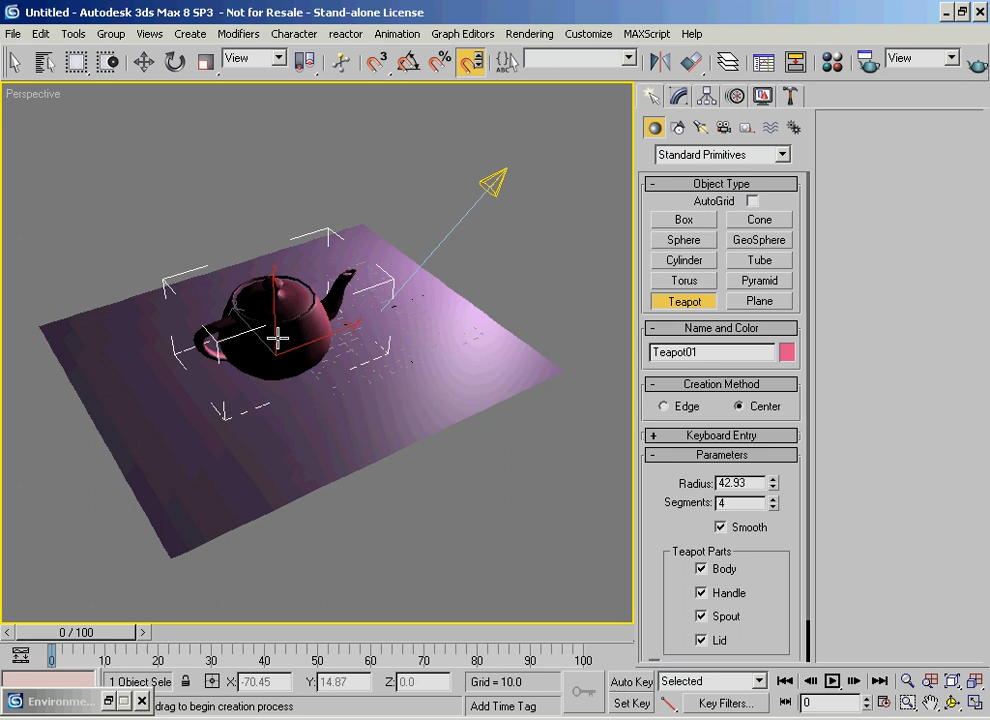 Untitled - Autodesk 3ds Max 8 SP3 - Not for Resale - Stand-alone License
File Edit Tools Group Views Create Modifiers Character reactor Animation Graph Editors Rendering Customize MAXScript Help
View 3 % ABC View
Perspective
Standard Primitives
- Object Type
AutoGrid
Box Cone
Sphere GeoSphere
Cylinder Tube
Torus Pyramid
Teapot Plane
- Name and Color
Teapot01
- Creation Method
Edge Center
+ Keyboard Entry
- Parameters
Radius: 42.93
Segments: 4
Smooth
Teapot Parts
Body
Handle
Spout
Lid
< 0 / 100 >
0 10 20 30 40 50 60 70 80 90 100
1 Object Sele X: -70.45 Y: 14.87 Z: 0.0 Grid = 10.0 Auto Key Selected
Environme... drag to begin creation process Add Time Tag Set Key Key Filters... 0